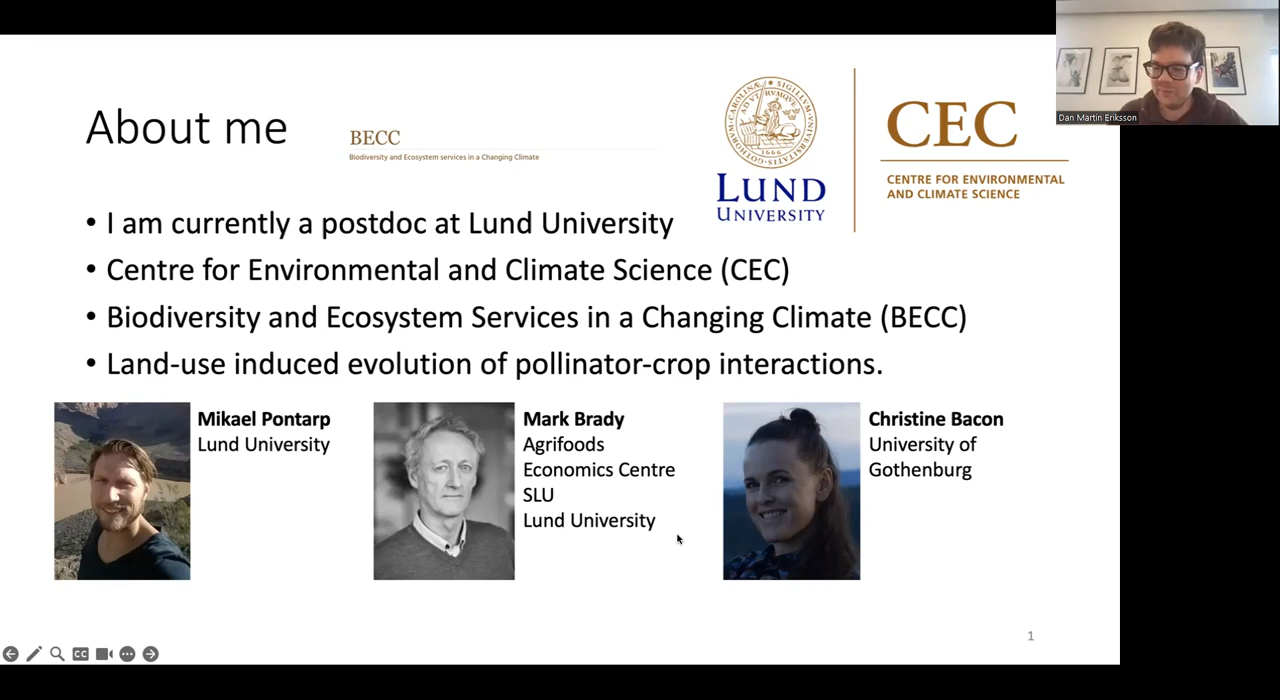 About me
BECC
Biodiversity and Ecosystem services in a Changing Climate
LUND
UNIVERSITY
CEC
CENTRE FOR ENVIRONMENTAL
AND CLIMATE SCIENCE
Dan Martin Eriksson
• I am currently a postdoc at Lund University
• Centre for Environmental and Climate Science (CEC)
• Biodiversity and Ecosystem Services in a Changing Climate (BECC)
• Land-use induced evolution of pollinator-crop interactions.
Mikael Pontarp
Lund University
Mark Brady
Agrifoods
Economics Centre
SLU
Lund University
Christine Bacon
University of
Gothenburg
1
CC